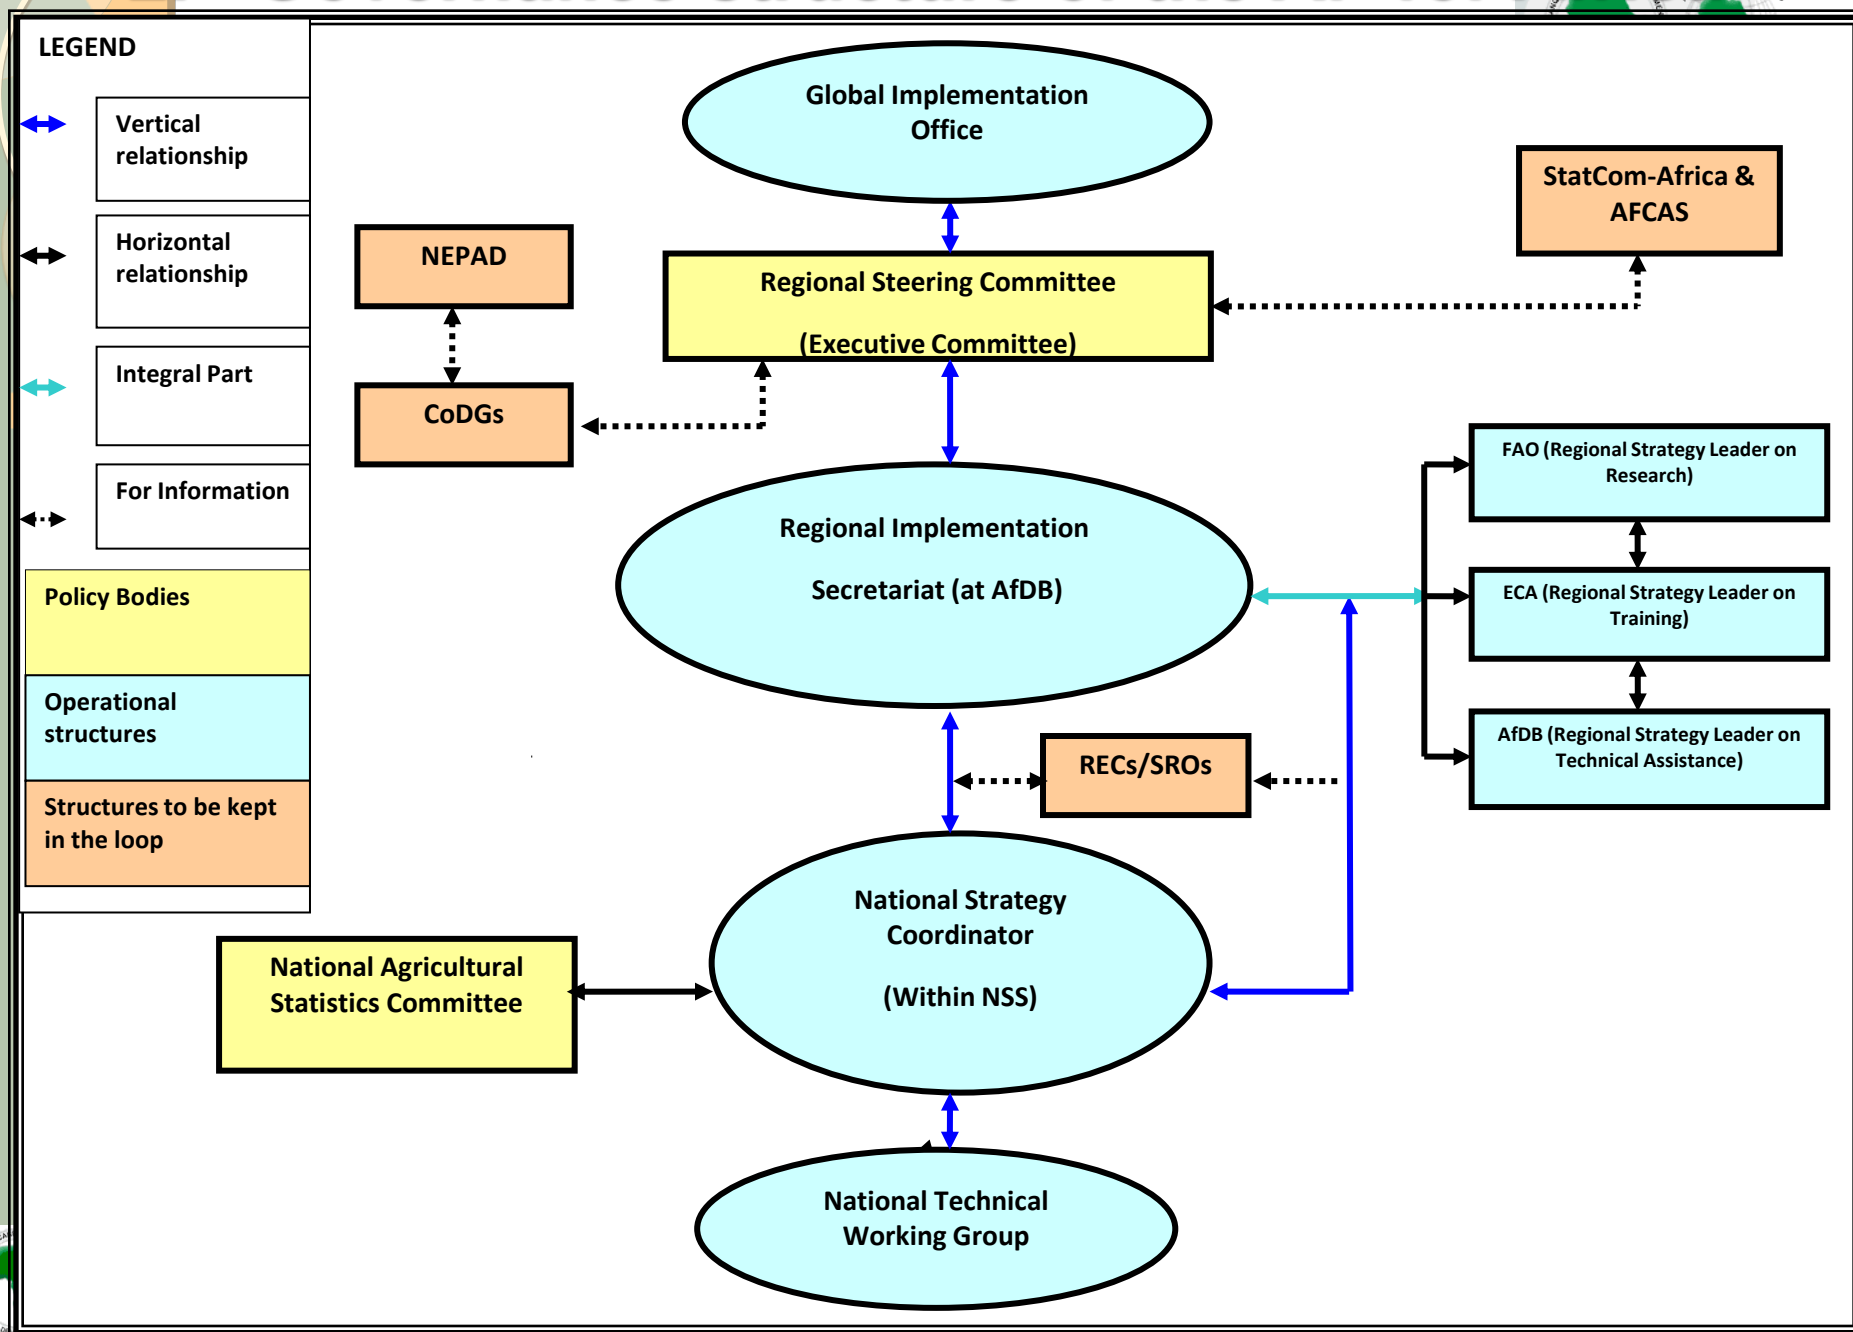 LEGEND
Vertical
relationship
Horizontal
relationship
Integral Part
For Information
Policy Bodies
Operational
structures
Structures to be kept
in the loop
Global Implementation
Office
StatCom-Africa &
AFCAS
NEPAD
Regional Steering Committee
(Executive Committee)
CoDGs
FAO (Regional Strategy Leader on
Research)
Regional Implementation
Secretariat (at AfDB)
ECA (Regional Strategy Leader on
Training)
AfDB (Regional Strategy Leader on
Technical Assistance)
RECs/SROs
National Strategy
Coordinator
(Within NSS)
National Agricultural
Statistics Committee
National Technical
Working Group